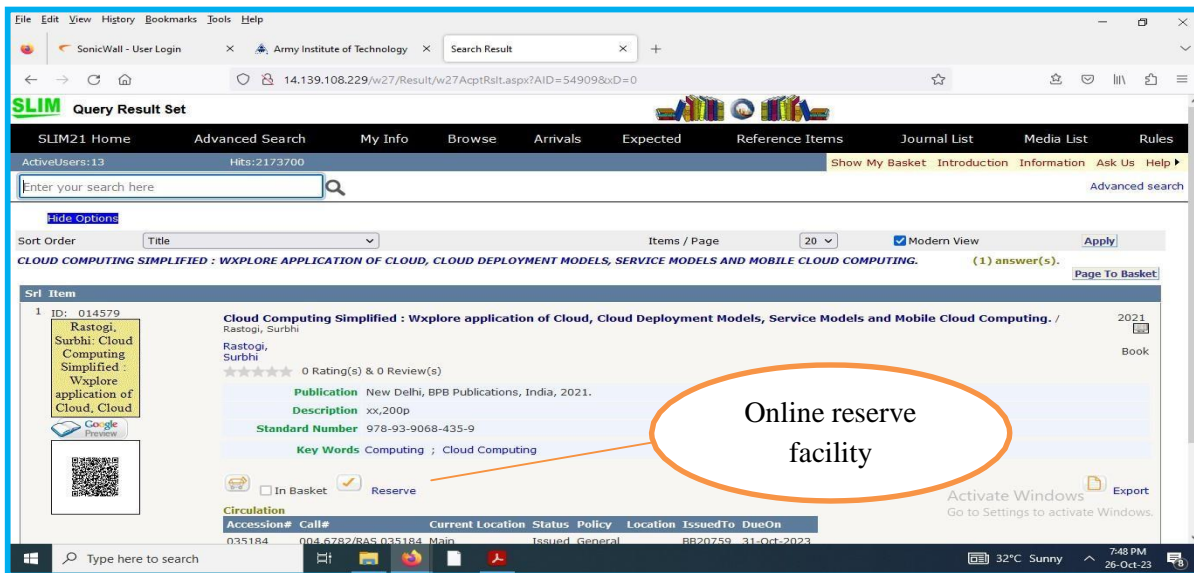 File Edit View History Bookmarks Tools Help
SonicWall - User Login × Army Institute of Technology × Search Result × +
14.139.108.229/w27/Result/w27AcptRslt.aspx?AID=54909&xD=0
SLIM Query Result Set
SLIM21 Home Advanced Search My Info Browse Arrivals Expected Reference Items Journal List Media List Rules
ActiveUsers:13 Hits:2173700 Show My Basket Introduction Information Ask Us Help
Enter your search here Advanced search
Hide Options
Sort Order Title Items / Page 20 Modern View Apply
CLOUD COMPUTING SIMPLIFIED : WXPLORE APPLICATION OF CLOUD, CLOUD DEPLOYMENT MODELS, SERVICE MODELS AND MOBILE CLOUD COMPUTING. (1) answer(s).
Page To Basket
Srl Item
1 ID: 014579
Rastogi,
Surbhi: Cloud
Computing
Simplified :
Wxplore
application of
Cloud, Cloud
Google
Preview
Cloud Computing Simplified : Wxplore application of Cloud, Cloud Deployment Models, Service Models and Mobile Cloud Computing. / 2021
Rastogi, Surbhi
Rastogi,
Surbhi
Book
0 Rating(s) & 0 Review(s)
Publication New Delhi, BPB Publications, India, 2021.
Description xx,200p
Standard Number 978-93-9068-435-9
Key Words Computing ; Cloud Computing
Online reserve
facility
In Basket Reserve Export
Activate Windows
Go to Settings to activate Windows.
Circulation
Accession# Call# Current Location Status Policy Location IssuedTo DueOn
035184 004.6782/RAS 035184 Main Issued General BB20759 31-Oct-2023
Type here to search 32°C Sunny 7:48 PM
26-Oct-23 8